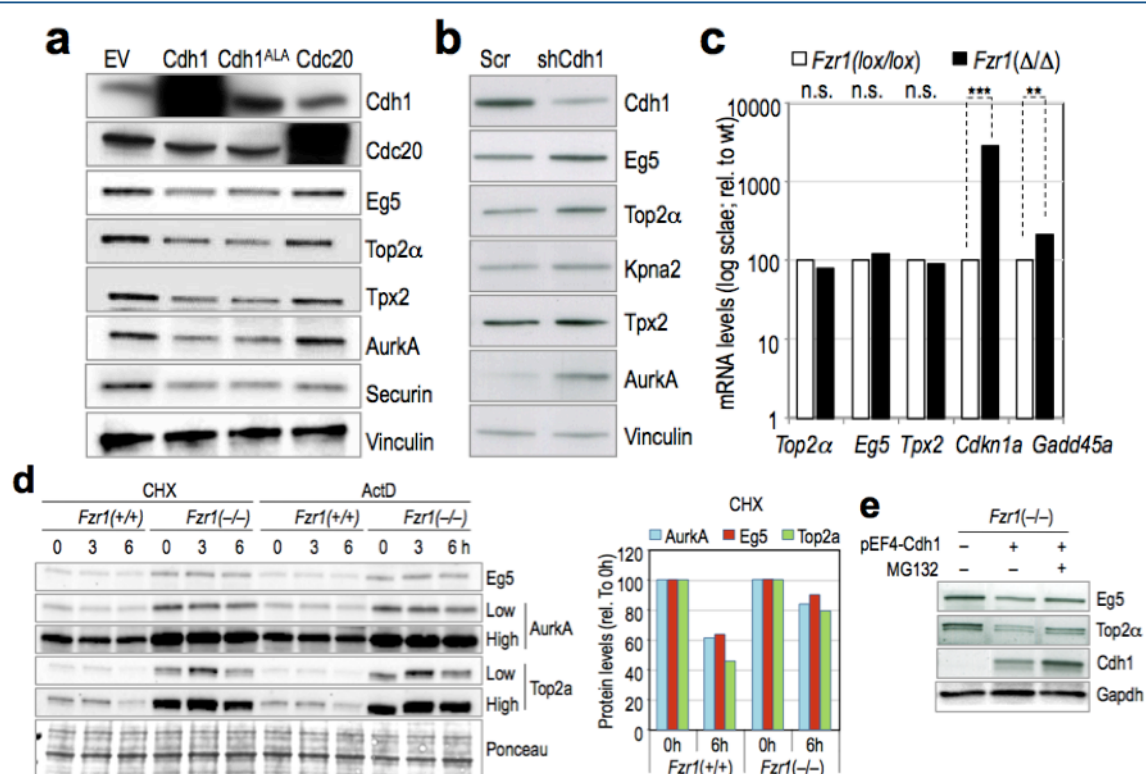 a
EV Cdh1 Cdh1ALA Cdc20
Cdh1
Cdc20
Eg5
Top2α
Tpx2
AurkA
Securin
Vinculin
b
Scr shCdh1
Cdh1
Eg5
Top2α
Kpna2
Tpx2
AurkA
Vinculin
c
Fzr1(lox/lox) Fzr1(Δ/Δ)
n.s. n.s. n.s. *** **
mRNA levels (log sclae; rel. to wt)
10000
1000
100
10
1
Top2α Eg5 Tpx2 Cdkn1a Gadd45a
d
CHX ActD
Fzr1(+/+) Fzr1(–/–) Fzr1(+/+) Fzr1(–/–)
0 3 6 0 3 6 0 3 6 0 3 6 h
Eg5
Low
High
AurkA
Low
High
Top2a
Ponceau
CHX
AurkA Eg5 Top2a
Protein levels (rel. To 0h)
120
100
80
60
40
20
0
0h 6h 0h 6h
Fzr1(+/+) Fzr1(–/–)
e
Fzr1(–/–)
pEF4-Cdh1 – + +
MG132 – – +
Eg5
Top2α
Cdh1
Gapdh